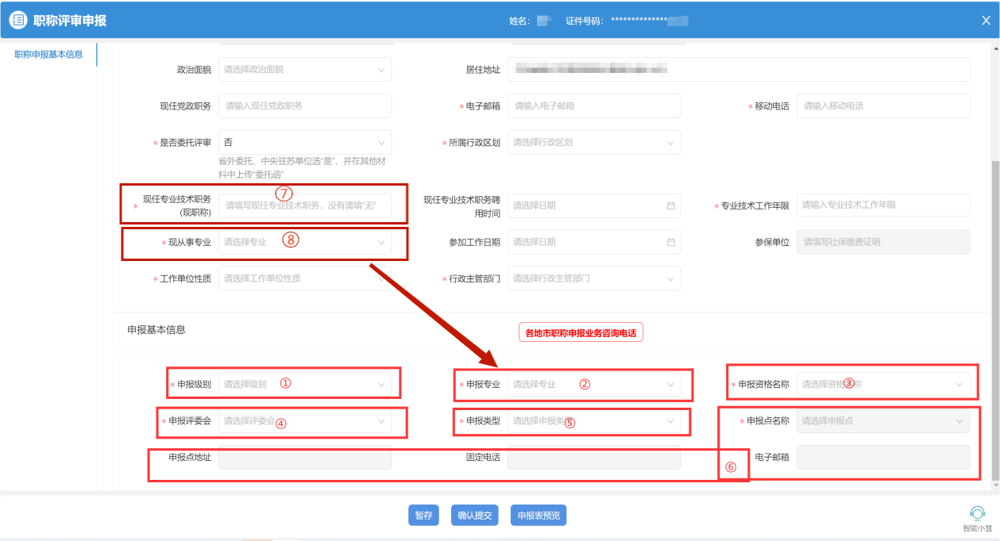 职称评审申报
姓名： 证件号码： **************
职称申报基本信息
政治面貌 请选择政治面貌 居住地址
现任党政职务 请输入现任党政职务 * 电子邮箱 请输入电子邮箱 * 移动电话 请输入移动电话
* 是否委托评审 否 * 所属行政区划 请选择行政区划
省外委托、中央驻苏单位选“是”，并在其他材
料中上传“委托函”
* 现任专业技术职务
(现职称) 请填写现任专业技术职务，没有请填“无” ⑦
现任专业技术职务聘
用时间 请选择日期
* 专业技术工作年限 请输入专业技术工作年限
* 现从事专业 请选择专业 ⑧ 参加工作日期 请选择日期 参保单位 请填写社保缴费证明
* 工作单位性质 请选择工作单位性质 * 行政主管部门 请选择行政主管部门
申报基本信息 各地市职称申报业务咨询电话
* 申报级别 请选择级别 ① * 申报专业 请选择专业 ② * 申报资格名称 请选择资格名称 ③
* 申报评委会 请选择评委会 ④ * 申报类型 请选择申报类型 ⑤ * 申报点名称 请选择申报点
申报点地址 固定电话 ⑥ 电子邮箱
暂存 确认提交 申报表预览
智能小慧